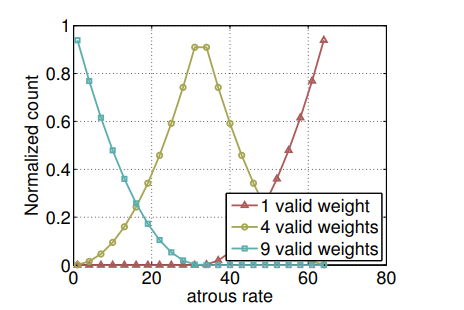 Normalized count
1
0.8
0.6
0.4
0.2
0
0 20 40 60 80
atrous rate
1 valid weight
4 valid weights
9 valid weights